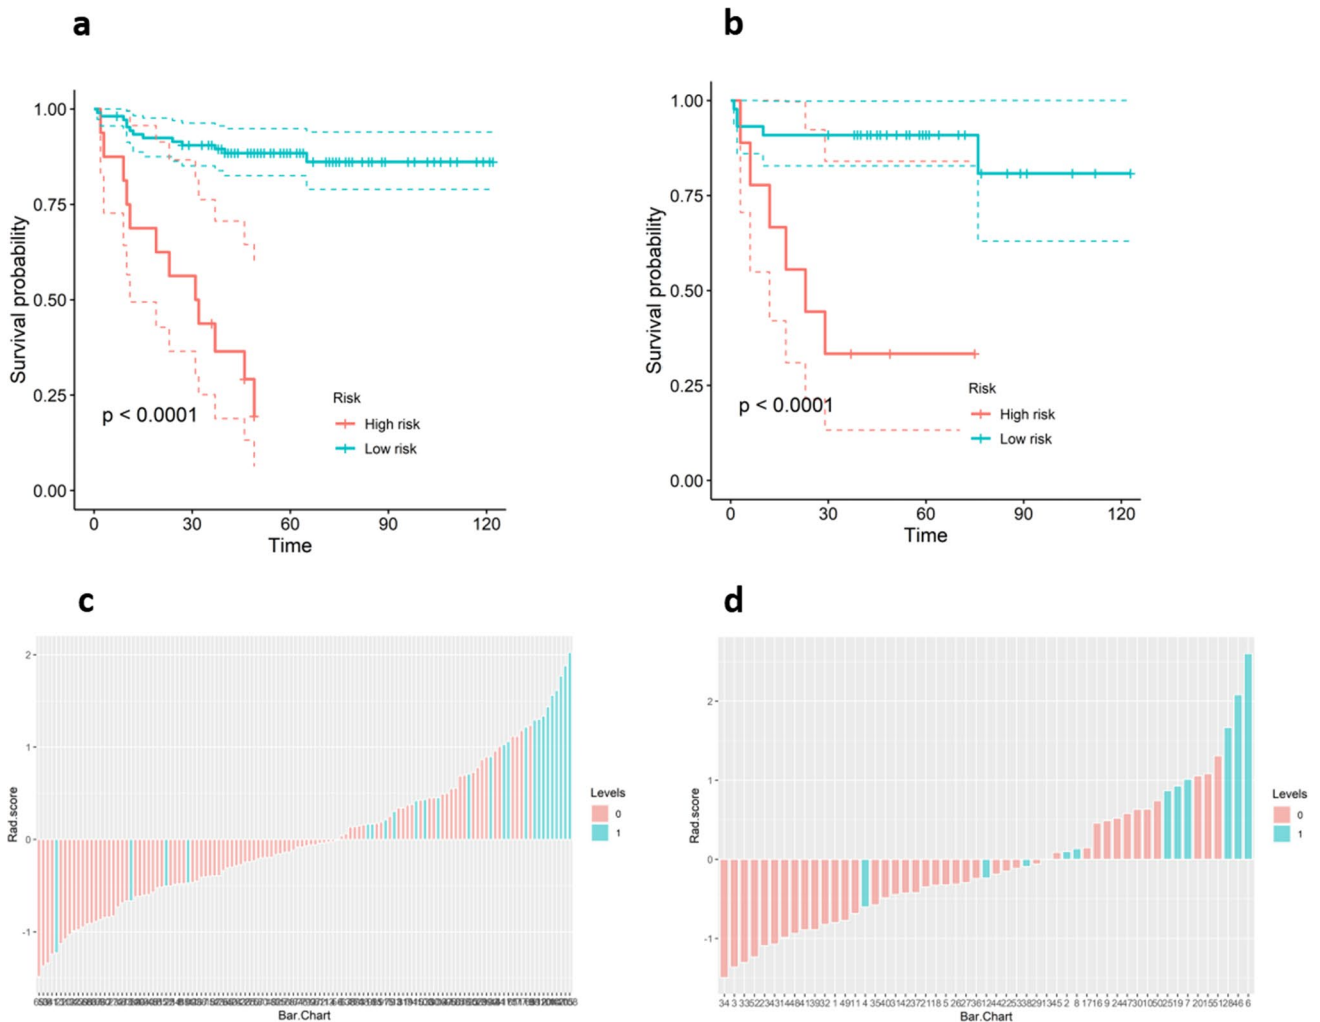 a
1.00
0.75
0.50
0.25
0.00
Survival probability
p < 0.0001
Risk
High risk
Low risk
0 30 60 90 120
Time
b
1.00
0.75
0.50
0.25
0.00
Survival probability
p < 0.0001
Risk
High risk
Low risk
0 30 60 90 120
Time
c
2
1
0
-1
Rad.score
Levels
0
1
Bar.Chart
d
2
1
0
-1
Rad.score
Levels
0
1
Bar.Chart